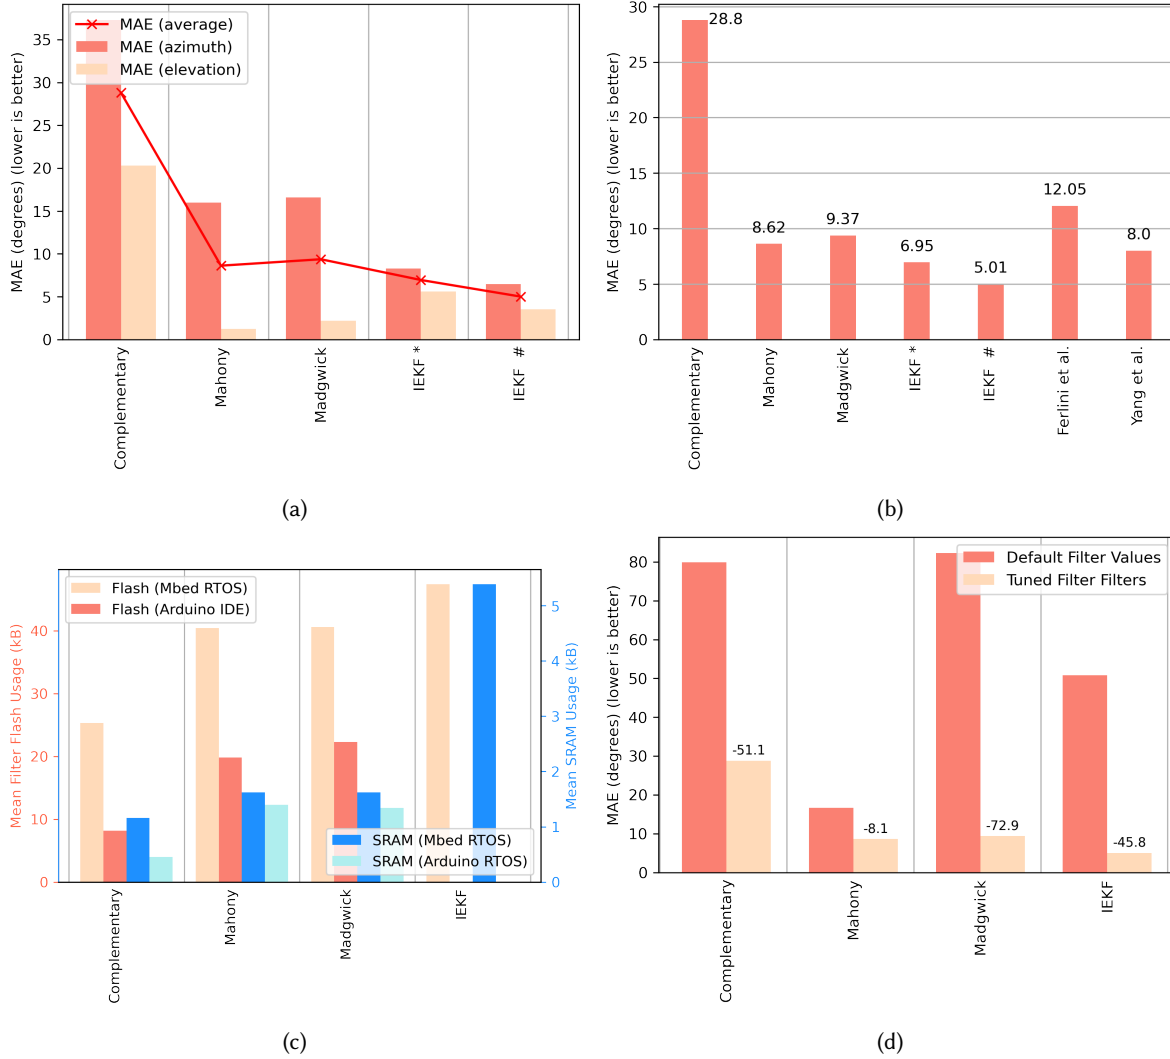 MAE (degrees) (lower is better)
35
30
25
20
15
10
5
0
MAE (average)
MAE (azimuth)
MAE (elevation)
Complementary
Mahony
Madgwick
IEKF *
IEKF #
(a)
MAE (degrees) (lower is better)
30
25
20
15
10
5
0
28.8
8.62
9.37
6.95
5.01
12.05
8.0
Complementary
Mahony
Madgwick
IEKF *
IEKF #
Ferlini et al.
Yang et al.
(b)
Mean Filter Flash Usage (kB)
40
30
20
10
0
Flash (Mbed RTOS)
Flash (Arduino IDE)
SRAM (Mbed RTOS)
SRAM (Arduino RTOS)
5
4
3
2
1
0
Mean SRAM Usage (kB)
Complementary
Mahony
Madgwick
IEKF
(c)
MAE (degrees) (lower is better)
80
70
60
50
40
30
20
10
0
Default Filter Values
Tuned Filter Filters
-51.1
-8.1
-72.9
-45.8
Complementary
Mahony
Madgwick
IEKF
(d)